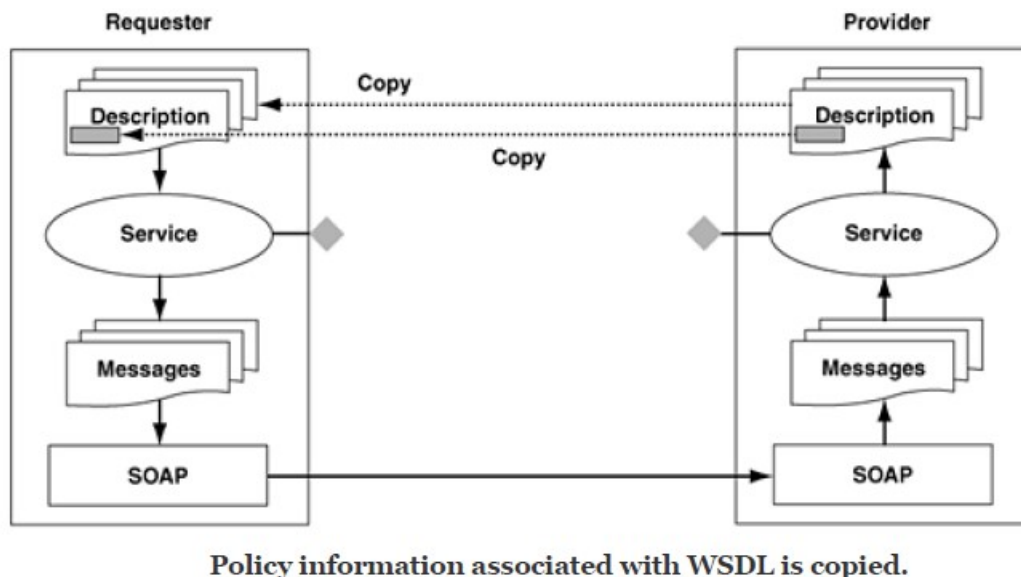 Requester
Provider
Copy
Description
Description
Copy
Service
Service
Messages
Messages
SOAP
SOAP
Policy information associated with WSDL is copied.